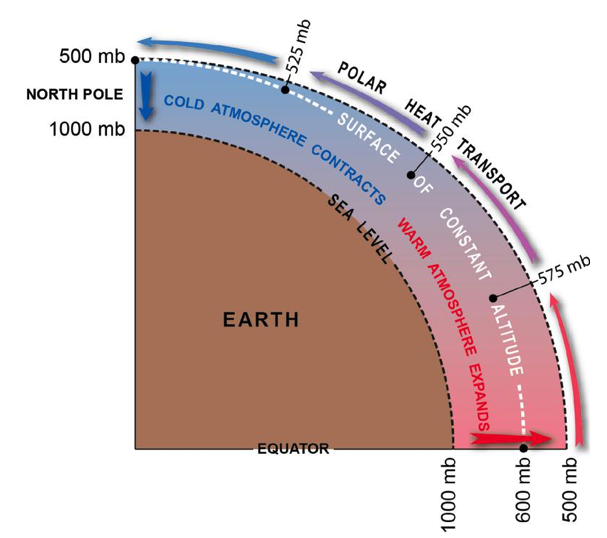 500 mb
525 mb
POLAR HEAT TRANSPORT
NORTH POLE
COLD ATMOSPHERE CONTRACTS
1000 mb
550 mb
SURFACE OF CONSTANT ALTITUDE
SEA LEVEL
WARM ATMOSPHERE EXPANDS
575 mb
EARTH
EQUATOR
1000 mb
600 mb
500 mb